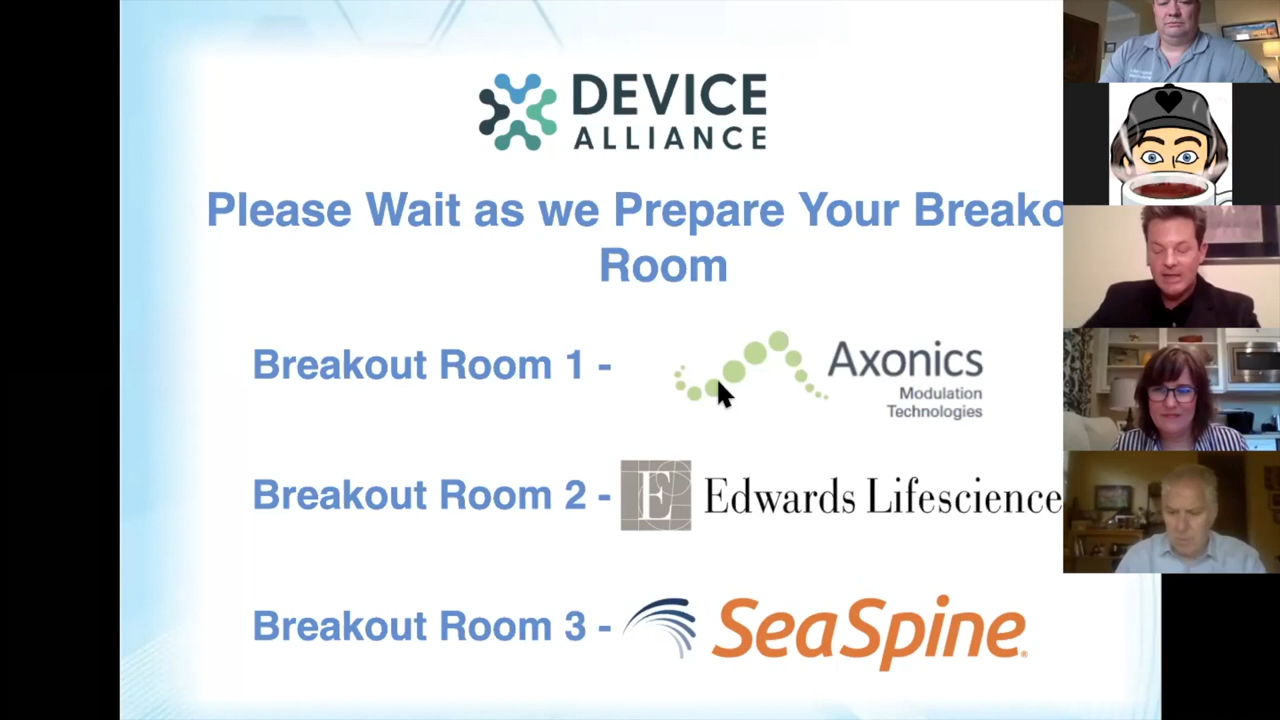 DEVICE
ALLIANCE
Please Wait as we Prepare Your Breako
Room
Breakout Room 1 -
Axonics
Modulation
Technologies
Breakout Room 2 -
E Edwards Lifescience
Breakout Room 3 -
SeaSpine